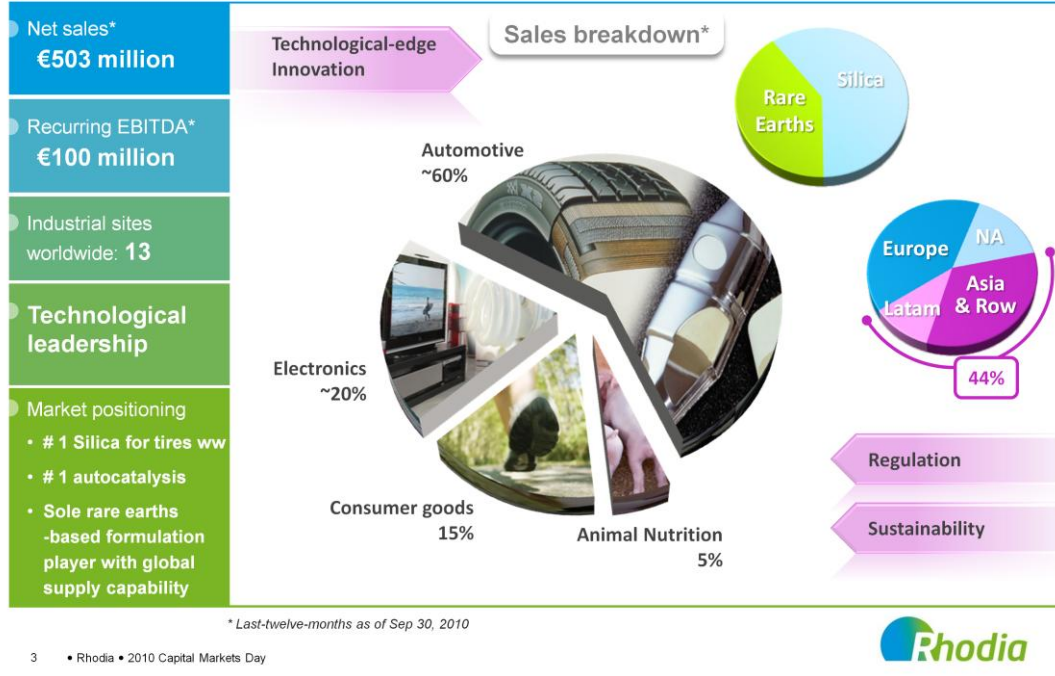 Net sales*
€503 million
Recurring EBITDA*
€100 million
Industrial sites
worldwide: 13
Technological
leadership
Market positioning
• # 1 Silica for tires ww
• # 1 autocatalysis
• Sole rare earths
-based formulation
player with global
supply capability
Technological-edge
Innovation
Sales breakdown*
Silica
Rare
Earths
Automotive
~60%
Electronics
~20%
Consumer goods
15%
Animal Nutrition
5%
Europe
NA
Asia
& Row
Latam
44%
Regulation
Sustainability
* Last-twelve-months as of Sep 30, 2010
3 • Rhodia • 2010 Capital Markets Day
Rhodia